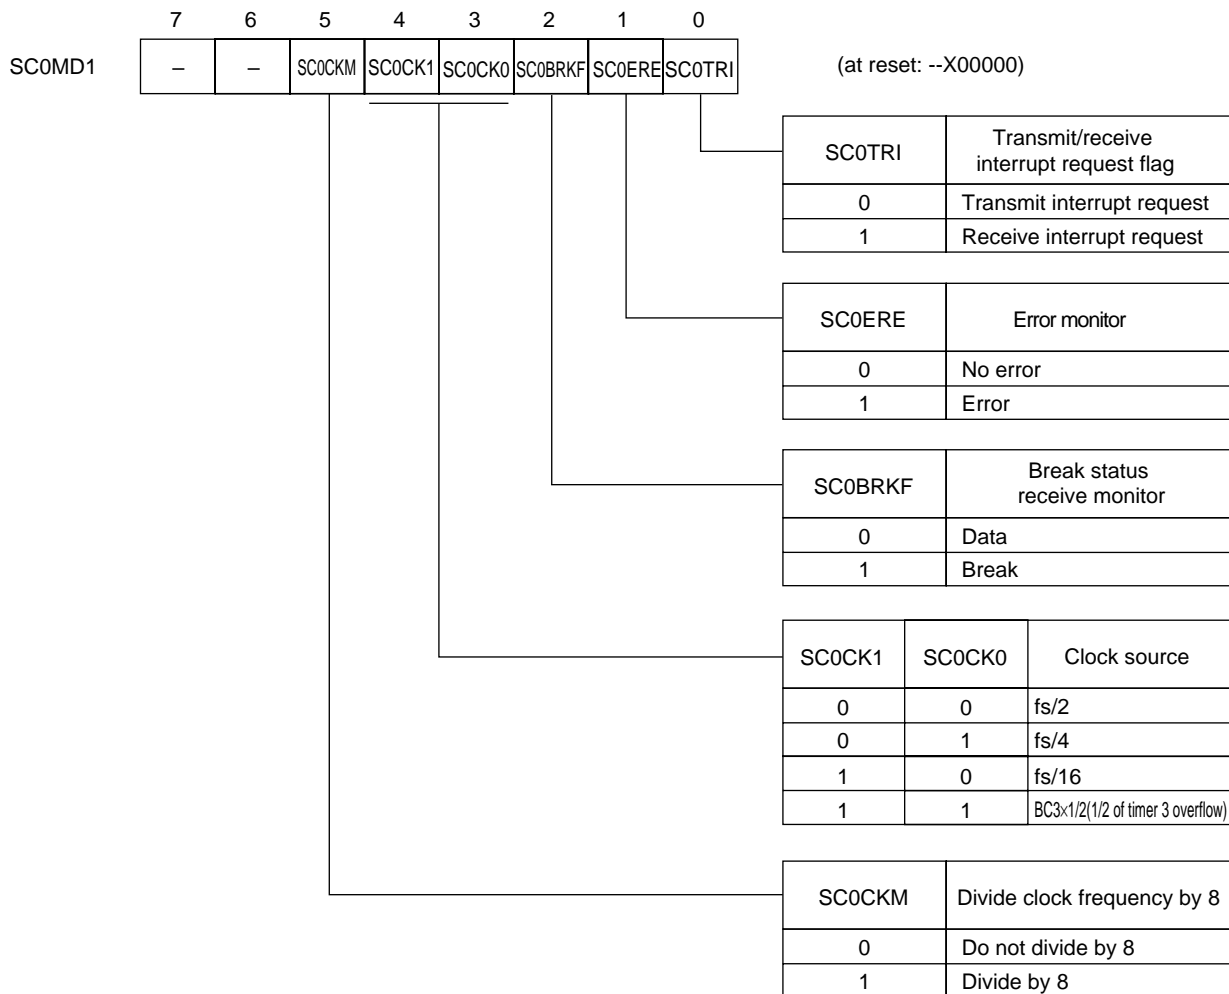 7 6 5 4 3 2 1 0
SC0MD1 – – SC0CKM SC0CK1 SC0CK0 SC0BRKF SC0ERE SC0TRI (at reset: --X00000)
SC0TRI Transmit/receive
interrupt request flag
0 Transmit interrupt request
1 Receive interrupt request
SC0ERE Error monitor
0 No error
1 Error
SC0BRKF Break status
receive monitor
0 Data
1 Break
SC0CK1 SC0CK0 Clock source
0 0 fs/2
0 1 fs/4
1 0 fs/16
1 1 BC3×1/2(1/2 of timer 3 overflow)
SC0CKM Divide clock frequency by 8
0 Do not divide by 8
1 Divide by 8